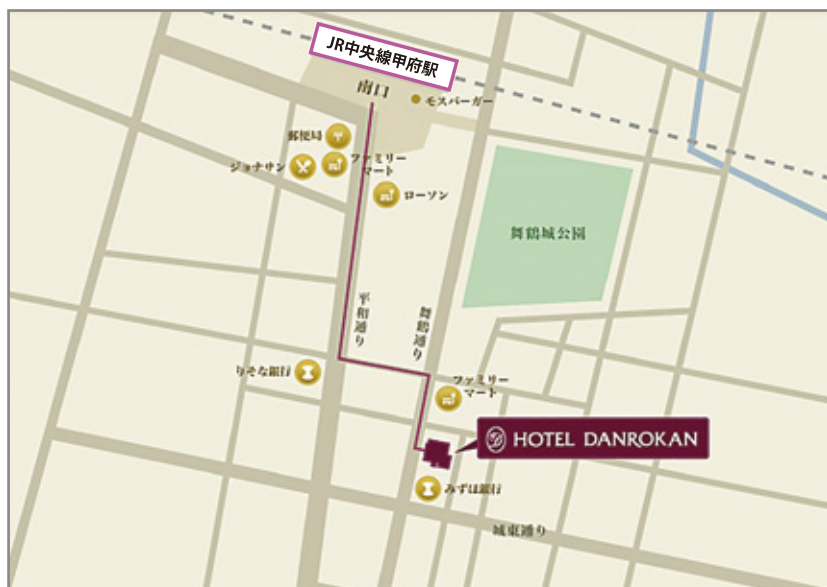 JR中央線甲府駅
南口
モスバーガー
郵便局
ジョナサン
ファミリー
マート
ローソン
舞鶴城公園
平和通り
舞鶴通り
りそな銀行
ファミリー
マート
HOTEL DANROKAN
みずほ銀行
城東通り